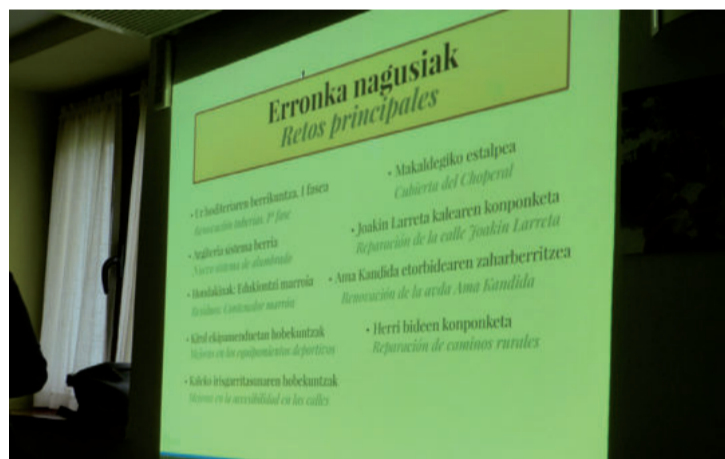 Erronka nagusiak
Retos principales
• Ur hoditeriaren berrikuntza. I fasea
Renovación tuberías. 1ª fase
• Argiteria sistema berria
Nuevo sistema de alumbrado
• Hondakinak: Edukiontzi marroia
Residuos: Contenedor marrón
• Kirol ekipamenduetan hobekuntzak
Mejoras en los equipamientos deportivos
• Kaleko irisgarritasunaren hobekuntzak
Mejoras en la accesibilidad en las calles
• Makaldegiko estalpea
Cubierta del Choperal
• Joakin Larreta kalearen konponketa
Reparación de la calle Joakin Larreta
• Ama Kandida etorbidearen zaharberritzea
Renovación de la avda Ama Kandida
• Herri bideen konponketa
Reparación de caminos rurales